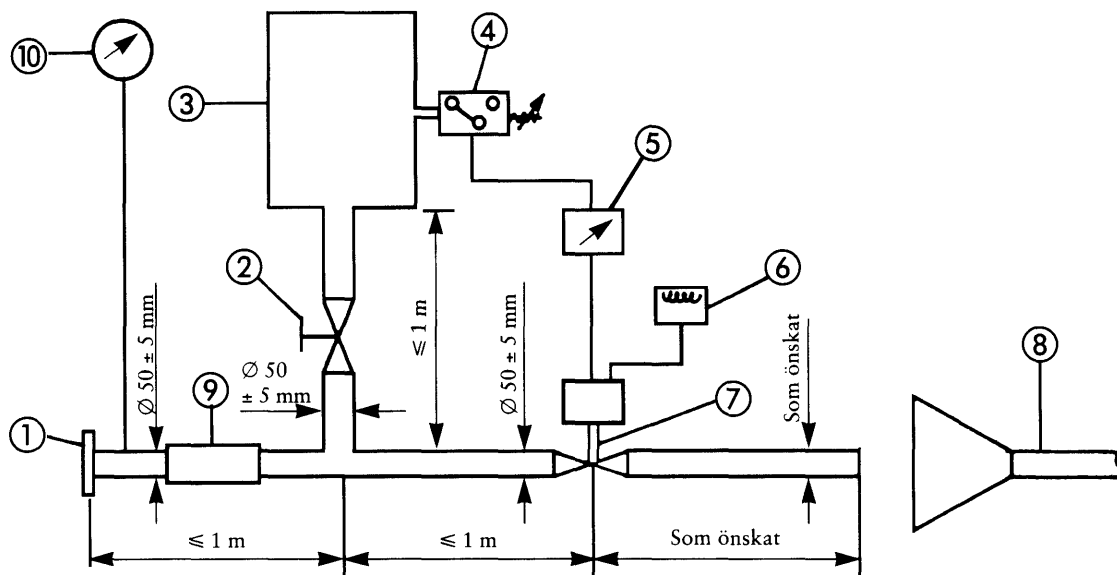 ⑩
③
④
⑤
②
⑥
≤ 1 m
Ø 50 ± 5 mm
⑨
Ø 50
± 5 mm
Ø 50 ± 5 mm
⑦
Som önskat
⑧
①
≤ 1 m
≤ 1 m
Som önskat